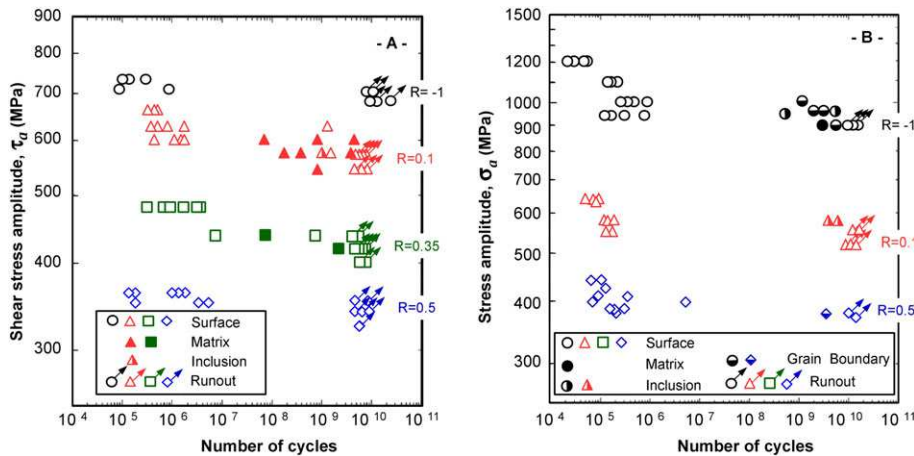 900
800
700
600
500
400
300
Shear stress amplitude, τa (MPa)
- A -
R= -1
R=0.1
R=0.35
R=0.5
Surface
Matrix
Inclusion
Runout
10^4 10^5 10^6 10^7 10^8 10^9 10^10 10^11
Number of cycles
1500
1200
1000
900
800
700
600
500
400
300
Stress amplitude, σa (MPa)
- B -
R= -1
R=0.1
R=0.5
Surface
Matrix
Grain Boundary
Inclusion
Runout
10^4 10^5 10^6 10^7 10^8 10^9 10^10 10^11
Number of cycles